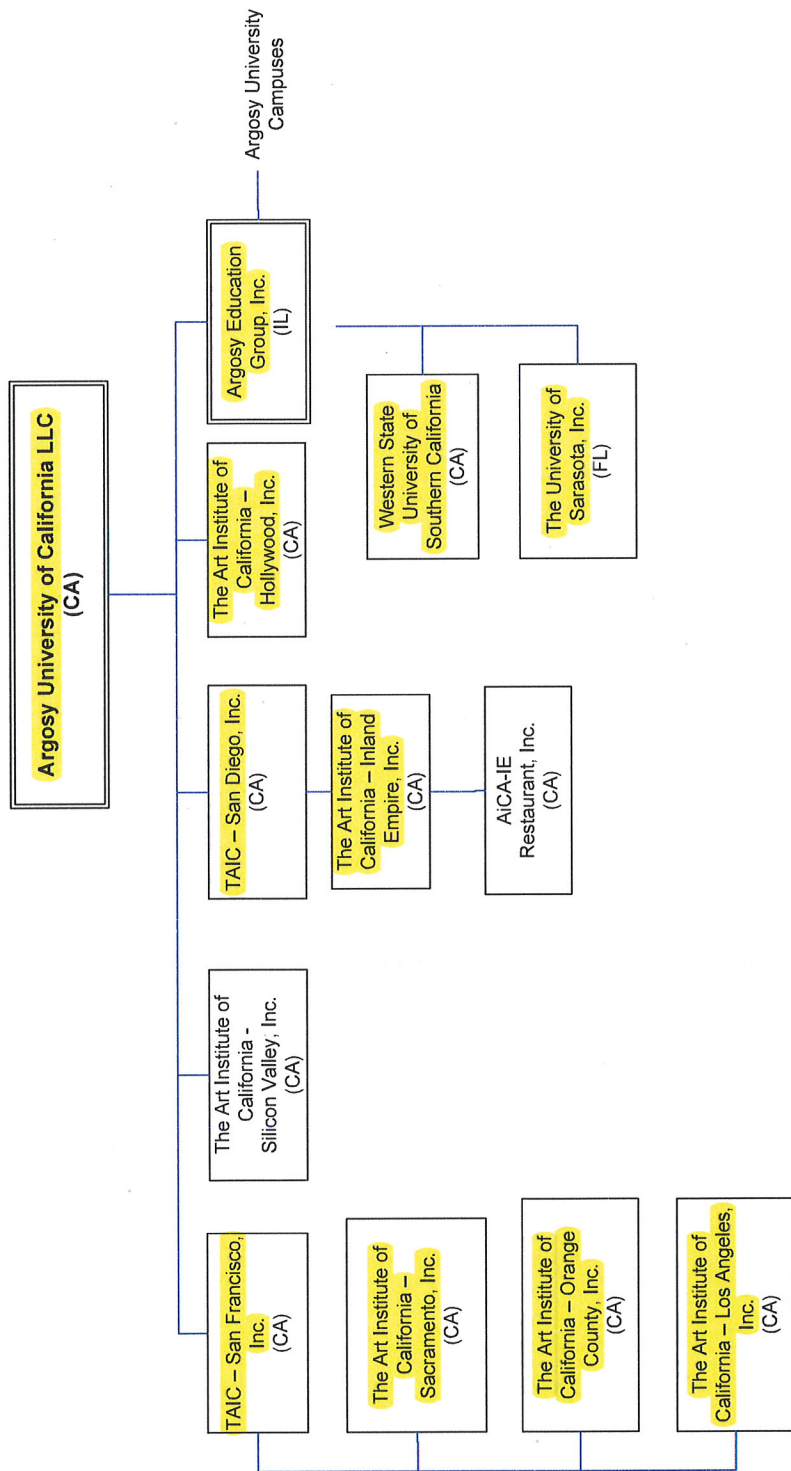 Argosy University of California LLC
(CA)
TAIC – San Francisco,
Inc.
(CA)
The Art Institute of
California -
Silicon Valley, Inc.
(CA)
TAIC – San Diego, Inc.
(CA)
The Art Institute of
California –
Hollywood, Inc.
(CA)
Argosy Education
Group, Inc.
(IL)
Argosy University
Campuses
The Art Institute of
California –
Sacramento, Inc.
(CA)
The Art Institute of
California – Inland
Empire, Inc.
(CA)
Western State
University of
Southern California
(CA)
The Art Institute of
California – Orange
County, Inc.
(CA)
AiCA-IE
Restaurant, Inc.
(CA)
The University of
Sarasota, Inc.
(FL)
The Art Institute of
California – Los Angeles,
Inc.
(CA)